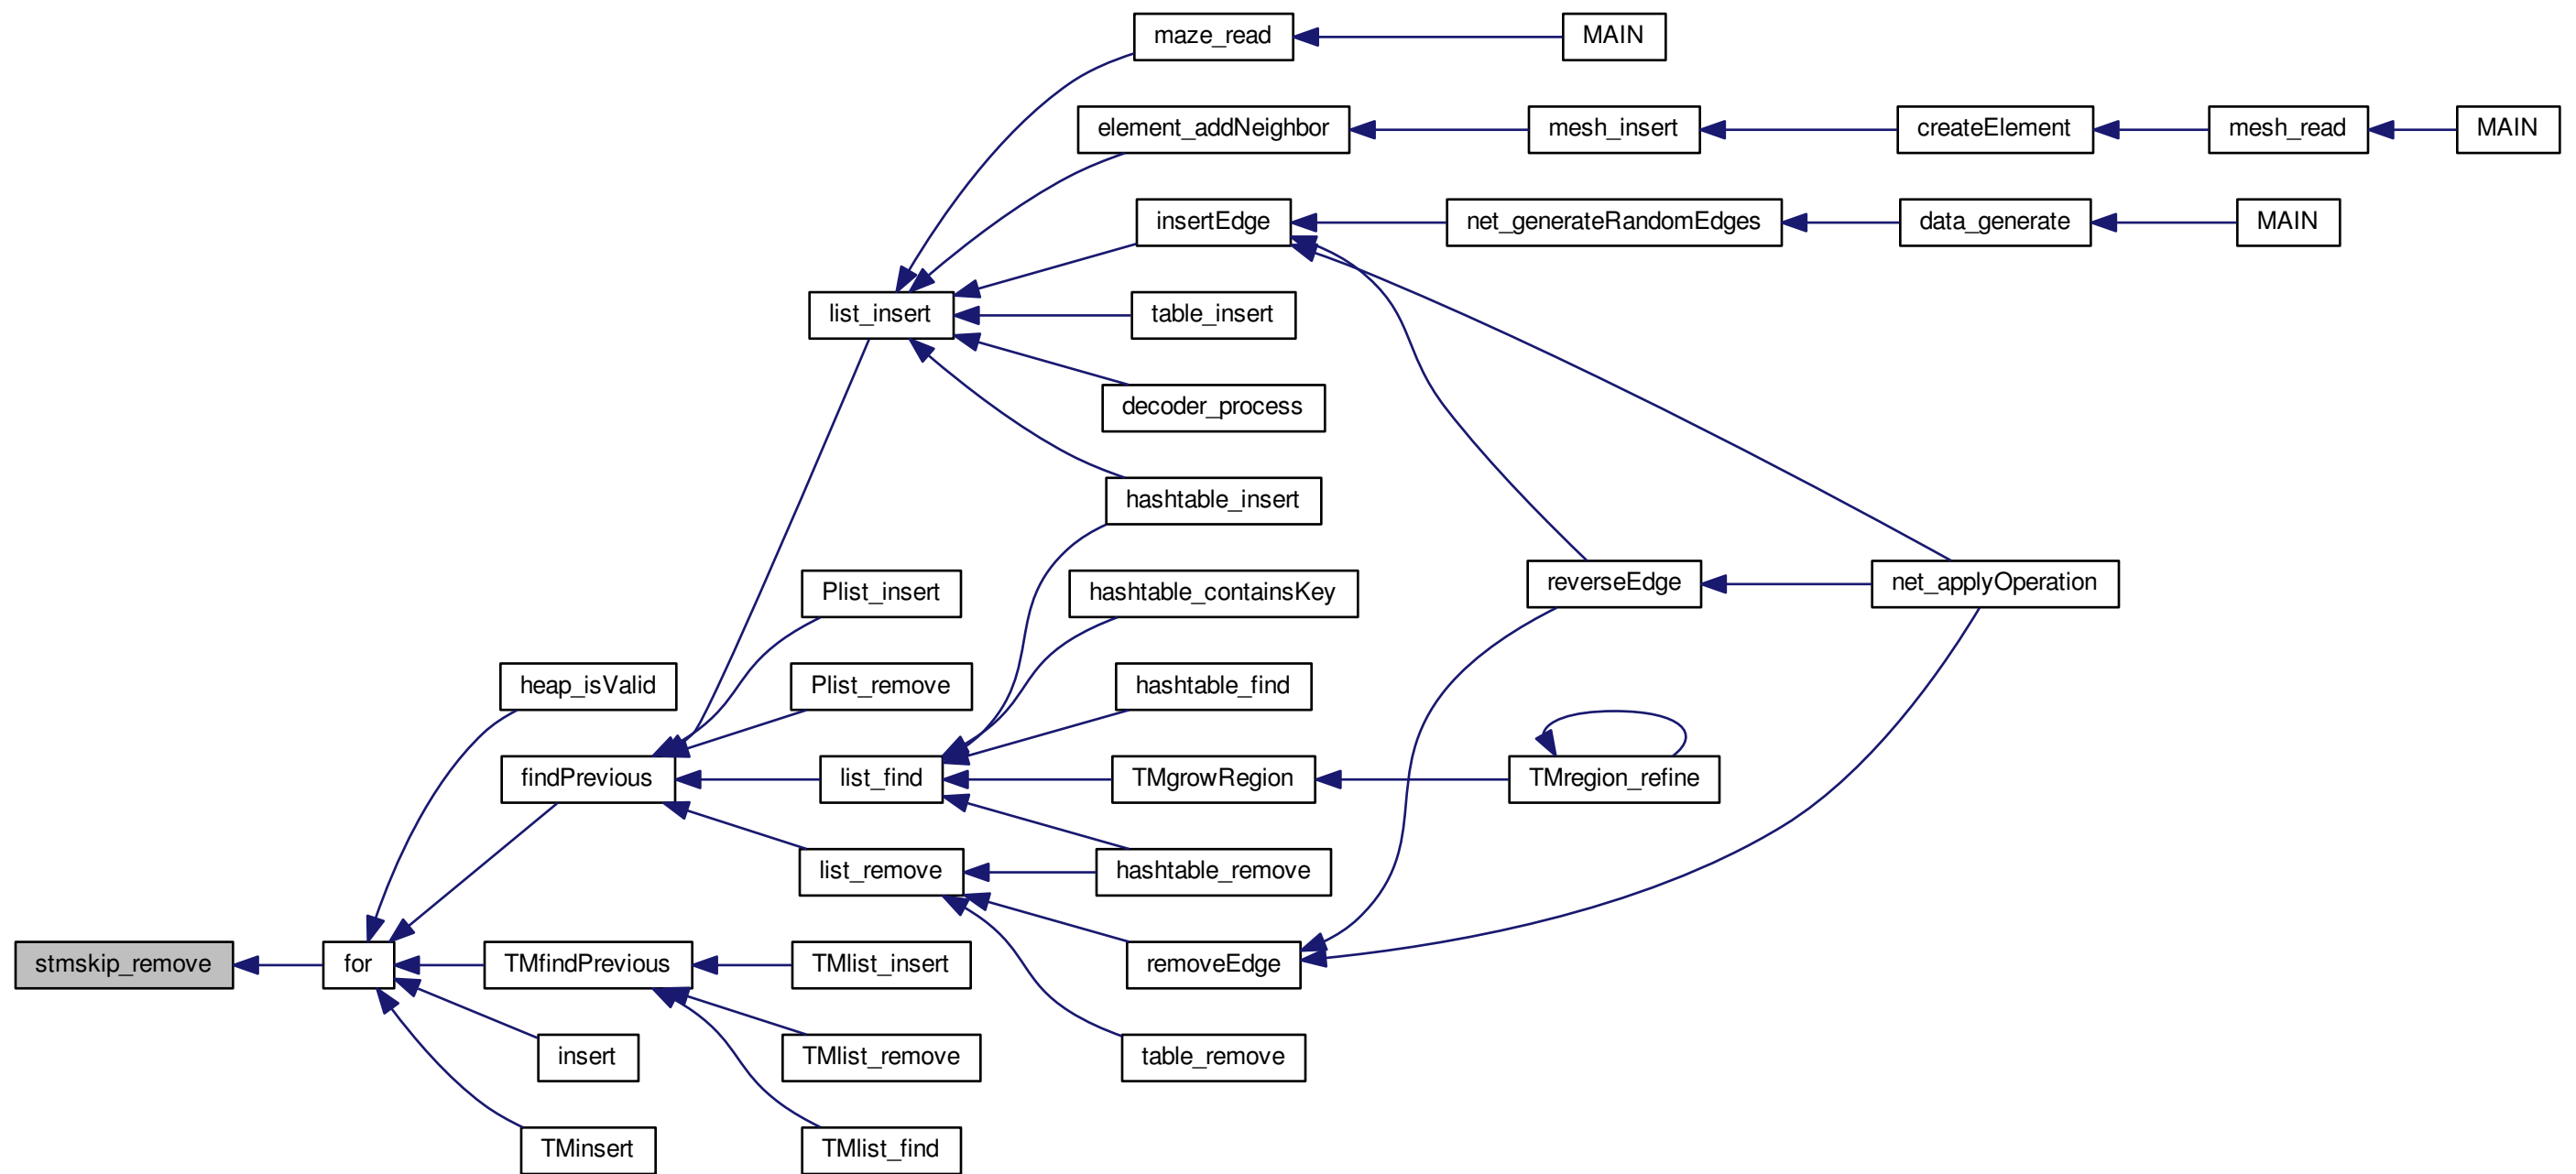 maze_read
MAIN
element_addNeighbor
mesh_insert
createElement
mesh_read
MAIN
insertEdge
net_generateRandomEdges
data_generate
MAIN
list_insert
table_insert
decoder_process
hashtable_insert
Plist_insert
hashtable_containsKey
reverseEdge
net_applyOperation
heap_isValid
Plist_remove
hashtable_find
findPrevious
list_find
TMgrowRegion
TMregion_refine
list_remove
hashtable_remove
stmskip_remove
for
TMfindPrevious
TMlist_insert
removeEdge
insert
TMlist_remove
table_remove
TMinsert
TMlist_find